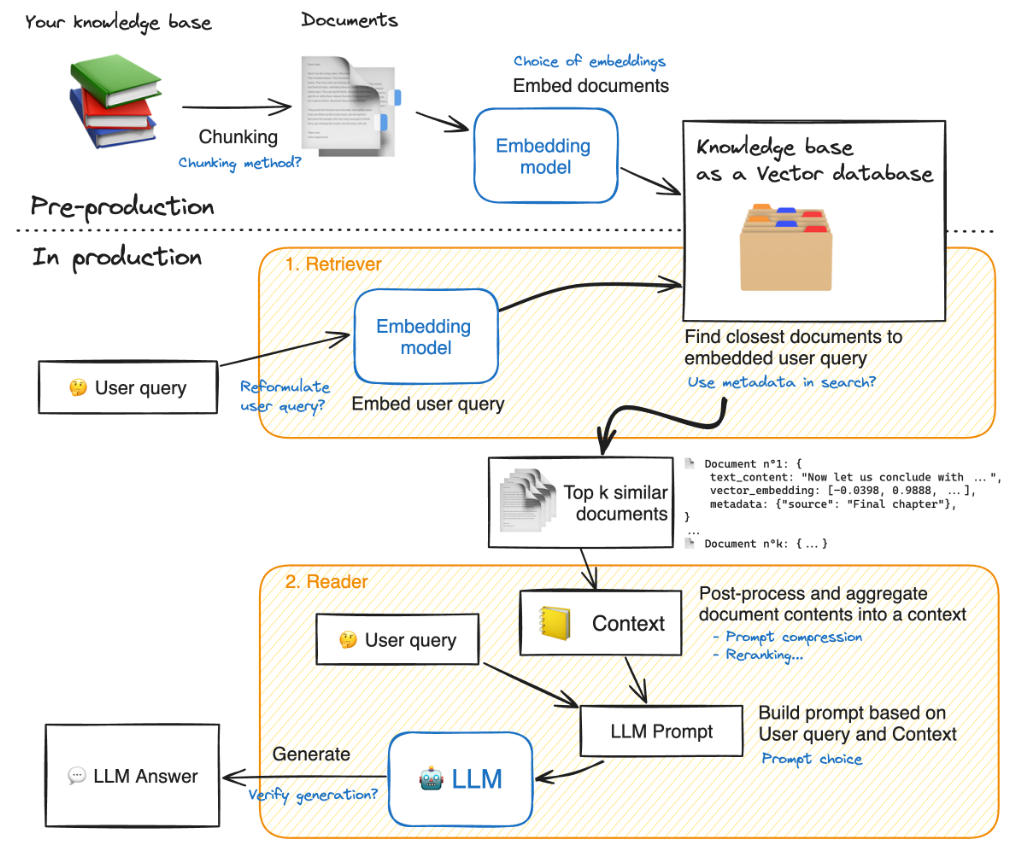 Your knowledge base
Documents
Chunking
Chunking method?
Choice of embeddings
Embed documents
Embedding
model
Knowledge base
as a Vector database
Pre-production
In production
1. Retriever
🤔 User query
Reformulate
user query?
Embedding
model
Embed user query
Find closest documents to
embedded user query
Use metadata in search?
Top k similar
documents
Document n°1: {
text_content: "Now let us conclude with ...",
vector_embedding: [-0.0398, 0.9888, ...],
metadata: {"source": "Final chapter"},
}
...
Document n°k: {...}
2. Reader
🤔 User query
Context
Post-process and aggregate
document contents into a context
- Prompt compression
- Reranking...
LLM Prompt
Build prompt based on
User query and Context
Prompt choice
🤖 LLM
Generate
Verify generation?
💬 LLM Answer